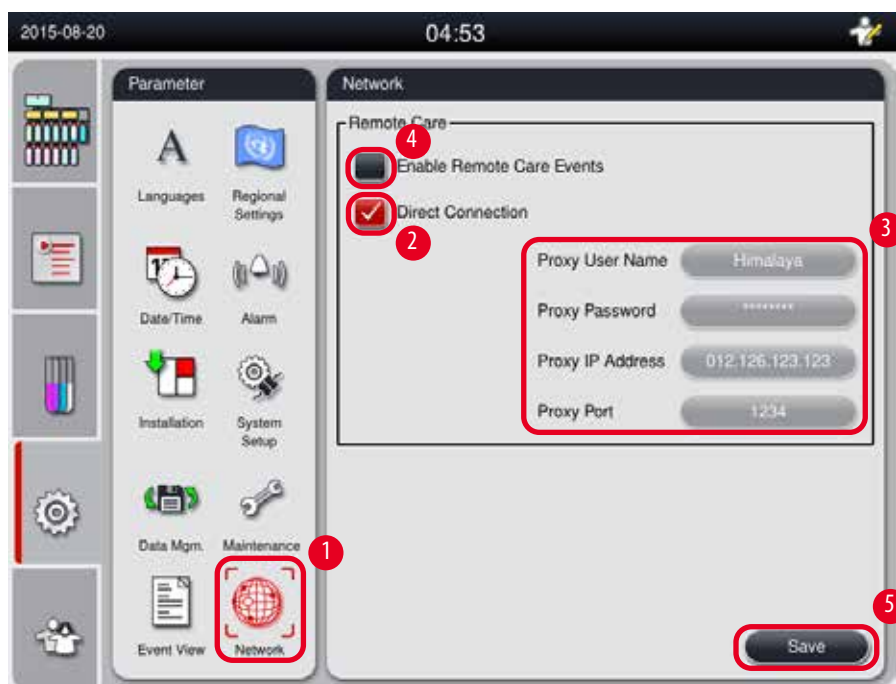 2015-08-20
04:53
Parameter
Languages
Regional
Settings
Date/Time
Alarm
Installation
System
Setup
Data Mgm.
Maintenance
1
Event View
Network
Network
Remote Care
4
Enable Remote Care Events
Direct Connection
2
3
Proxy User Name Himalaya
Proxy Password ********
Proxy IP Address 012.126.123.123
Proxy Port 1234
5
Save